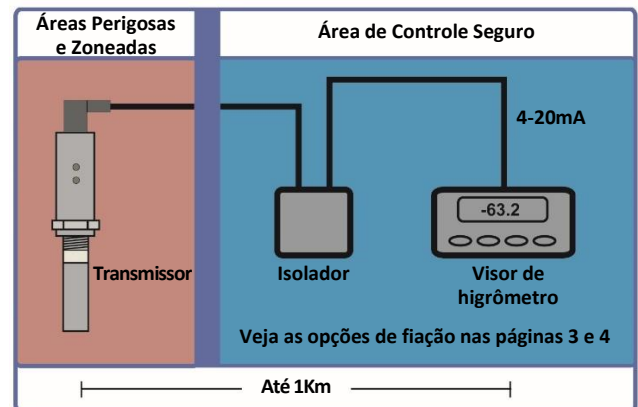 Áreas Perigosas
e Zoneadas
Área de Controle Seguro
4-20mA
-63.2
Transmissor
Isolador
Visor de
higrômetro
Veja as opções de fiação nas páginas 3 e 4
Até 1Km